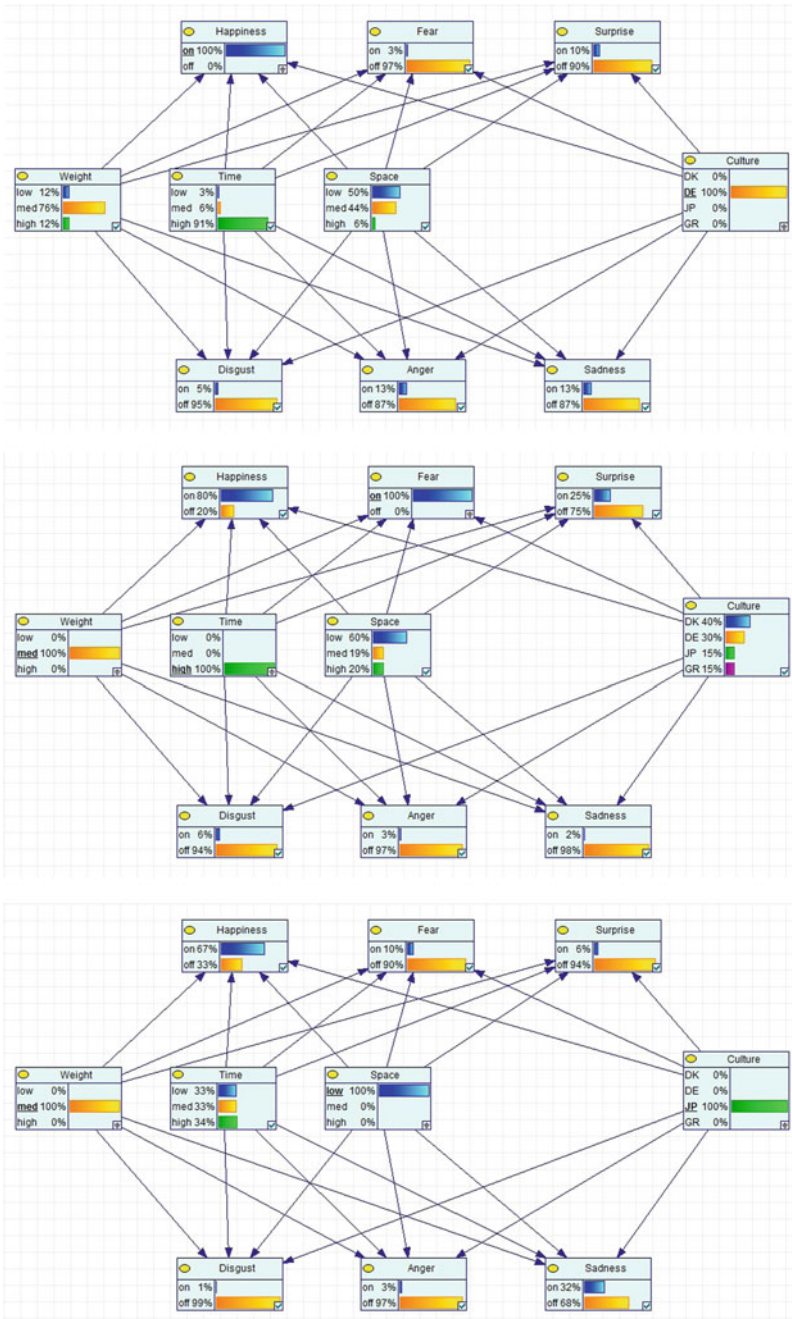 Happiness
on 100%
off 0%
Fear
on 3%
off 97%
Surprise
on 10%
off 90%
Weight
low 12%
med 76%
high 12%
Time
low 3%
med 6%
high 91%
Space
low 50%
med 44%
high 6%
Culture
DK 0%
DE 100%
JP 0%
GR 0%
Disgust
on 5%
off 95%
Anger
on 13%
off 87%
Sadness
on 13%
off 87%
Happiness
on 80%
off 20%
Fear
on 100%
off 0%
Surprise
on 25%
off 75%
Weight
low 0%
med 100%
high 0%
Time
low 0%
med 0%
high 100%
Space
low 60%
med 19%
high 20%
Culture
DK 40%
DE 30%
JP 15%
GR 15%
Disgust
on 6%
off 94%
Anger
on 3%
off 97%
Sadness
on 2%
off 98%
Happiness
on 67%
off 33%
Fear
on 10%
off 90%
Surprise
on 6%
off 94%
Weight
low 0%
med 100%
high 0%
Time
low 33%
med 33%
high 34%
Space
low 100%
med 0%
high 0%
Culture
DK 0%
DE 0%
JP 100%
GR 0%
Disgust
on 1%
off 99%
Anger
on 3%
off 97%
Sadness
on 32%
off 68%